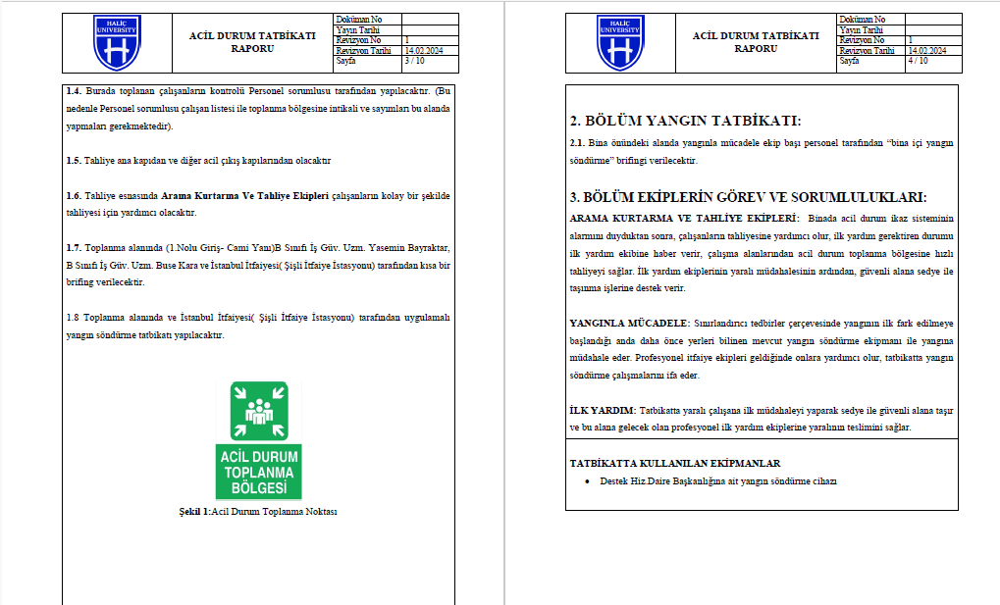 HALİÇ
UNIVERSITY
ACİL DURUM TATBİKATI
RAPORU
Doküman No
Yayın Tarihi
Revizyon No 1
Revizyon Tarihi 14.02.2024
Sayfa 3 / 10
1.4. Burada toplanan çalışanların kontrolü Personel sorumlusu tarafından yapılacaktır. (Bu
nedenle Personel sorumlusu çalışan listesi ile toplanma bölgesine intikali ve sayımları bu alanda
yapmaları gerekmektedir).
1.5. Tahliye ana kapıdan ve diğer acil çıkış kapılarından olacaktır
1.6. Tahliye esnasında Arama Kurtarma Ve Tahliye Ekipleri çalışanların kolay bir şekilde
tahliyesi için yardımcı olacaktır.
1.7. Toplanma alanında (1.Nolu Giriş- Cami Yanı)B Sınıfı İş Güv. Uzm. Yasemin Bayraktar,
B Sınıfı İş Güv. Uzm. Buse Kara ve İstanbul İtfaiyesi( Şişli İtfaiye İstasyonu) tarafından kısa bir
brifing verilecektir.
1.8 Toplanma alanında ve İstanbul İtfaiyesi( Şişli İtfaiye İstasyonu) tarafından uygulamalı
yangın söndürme tatbikatı yapılacaktır.
ACİL DURUM
TOPLANMA
BÖLGESİ
Şekil 1:Acil Durum Toplanma Noktası
HALİÇ
UNIVERSITY
ACİL DURUM TATBİKATI
RAPORU
Doküman No
Yayın Tarihi
Revizyon No 1
Revizyon Tarihi 14.02.2024
Sayfa 4 / 10
2. BÖLÜM YANGIN TATBİKATI:
2.1. Bina önündeki alanda yangınla mücadele ekip başı personel tarafından “bina içi yangın
söndürme” brifingi verilecektir.
3. BÖLÜM EKİPLERİN GÖREV VE SORUMLULUKLARI:
ARAMA KURTARMA VE TAHLİYE EKİPLERİ: Binada acil durum ikaz sisteminin
alarmını duyduktan sonra, çalışanların tahliyesine yardımcı olur, ilk yardım gerektiren durumu
ilk yardım ekibine haber verir, çalışma alanlarından acil durum toplanma bölgesine hızlı
tahliyeyi sağlar. İlk yardım ekiplerinin yaralı müdahalesinin ardından, güvenli alana sedye ile
taşınma işlerine destek verir.
YANGINLA MÜCADELE: Sınırlandırıcı tedbirler çerçevesinde yangının ilk fark edilmeye
başlandığı anda daha önce yerleri bilinen mevcut yangın söndürme ekipmanı ile yangına
müdahale eder. Profesyonel itfaiye ekipleri geldiğinde onlara yardımcı olur, tatbikatta yangın
söndürme çalışmalarını ifa eder.
İLK YARDIM: Tatbikatta yaralı çalışana ilk müdahaleyi yaparak sedye ile güvenli alana taşır
ve bu alana gelecek olan profesyonel ilk yardım ekiplerine yaralının teslimini sağlar.
TATBİKATTA KULLANILAN EKİPMANLAR
• Destek Hiz.Daire Başkanlığına ait yangın söndürme cihazı